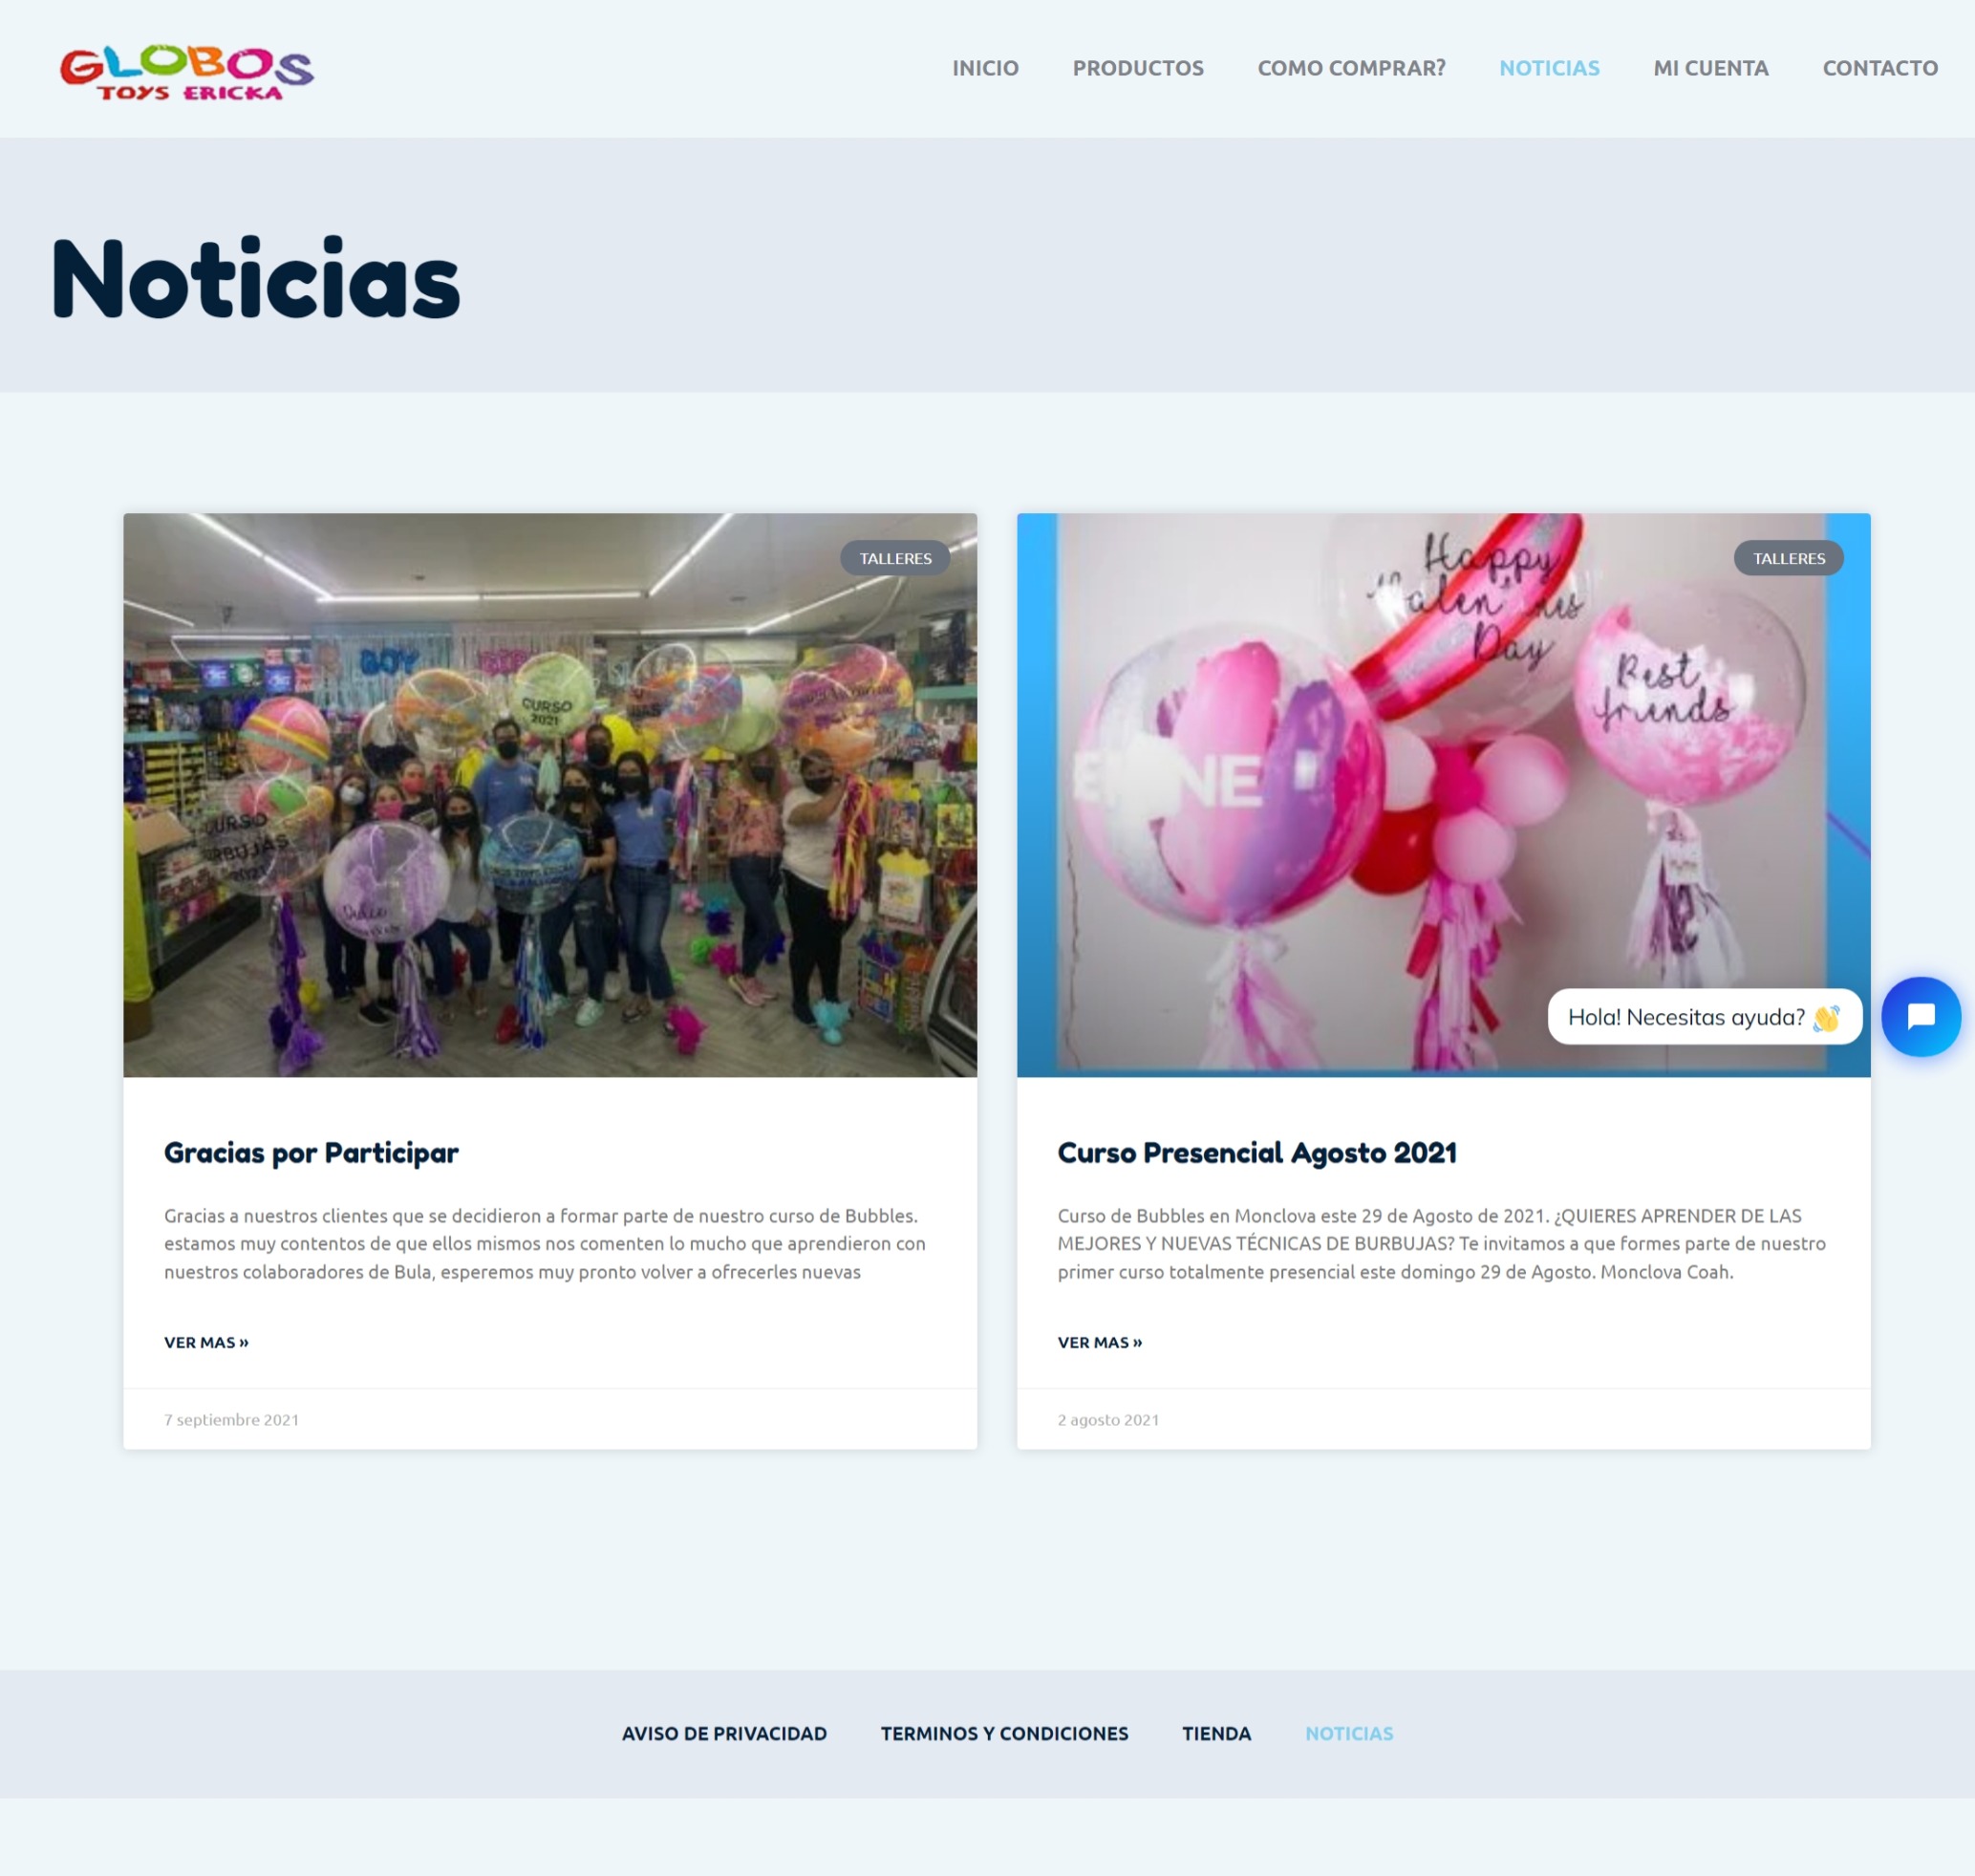 GLOBOS
TOYS ERICKA
INICIO
PRODUCTOS
COMO COMPRAR?
NOTICIAS
MI CUENTA
CONTACTO
Noticias
TALLERES
BOY
CURSO
2021
CURSO
TALLERES
Happy
Valentines
Day
Best
friends
Hola! Necesitas ayuda? 👋
Gracias por Participar
Gracias a nuestros clientes que se decidieron a formar parte de nuestro curso de Bubbles.
estamos muy contentos de que ellos mismos nos comenten lo mucho que aprendieron con
nuestros colaboradores de Bula, esperemos muy pronto volver a ofrecerles nuevas
VER MAS »
7 septiembre 2021
Curso Presencial Agosto 2021
Curso de Bubbles en Monclova este 29 de Agosto de 2021. ¿QUIERES APRENDER DE LAS
MEJORES Y NUEVAS TÉCNICAS DE BURBUJAS? Te invitamos a que formes parte de nuestro
primer curso totalmente presencial este domingo 29 de Agosto. Monclova Coah.
VER MAS »
2 agosto 2021
AVISO DE PRIVACIDAD
TERMINOS Y CONDICIONES
TIENDA
NOTICIAS